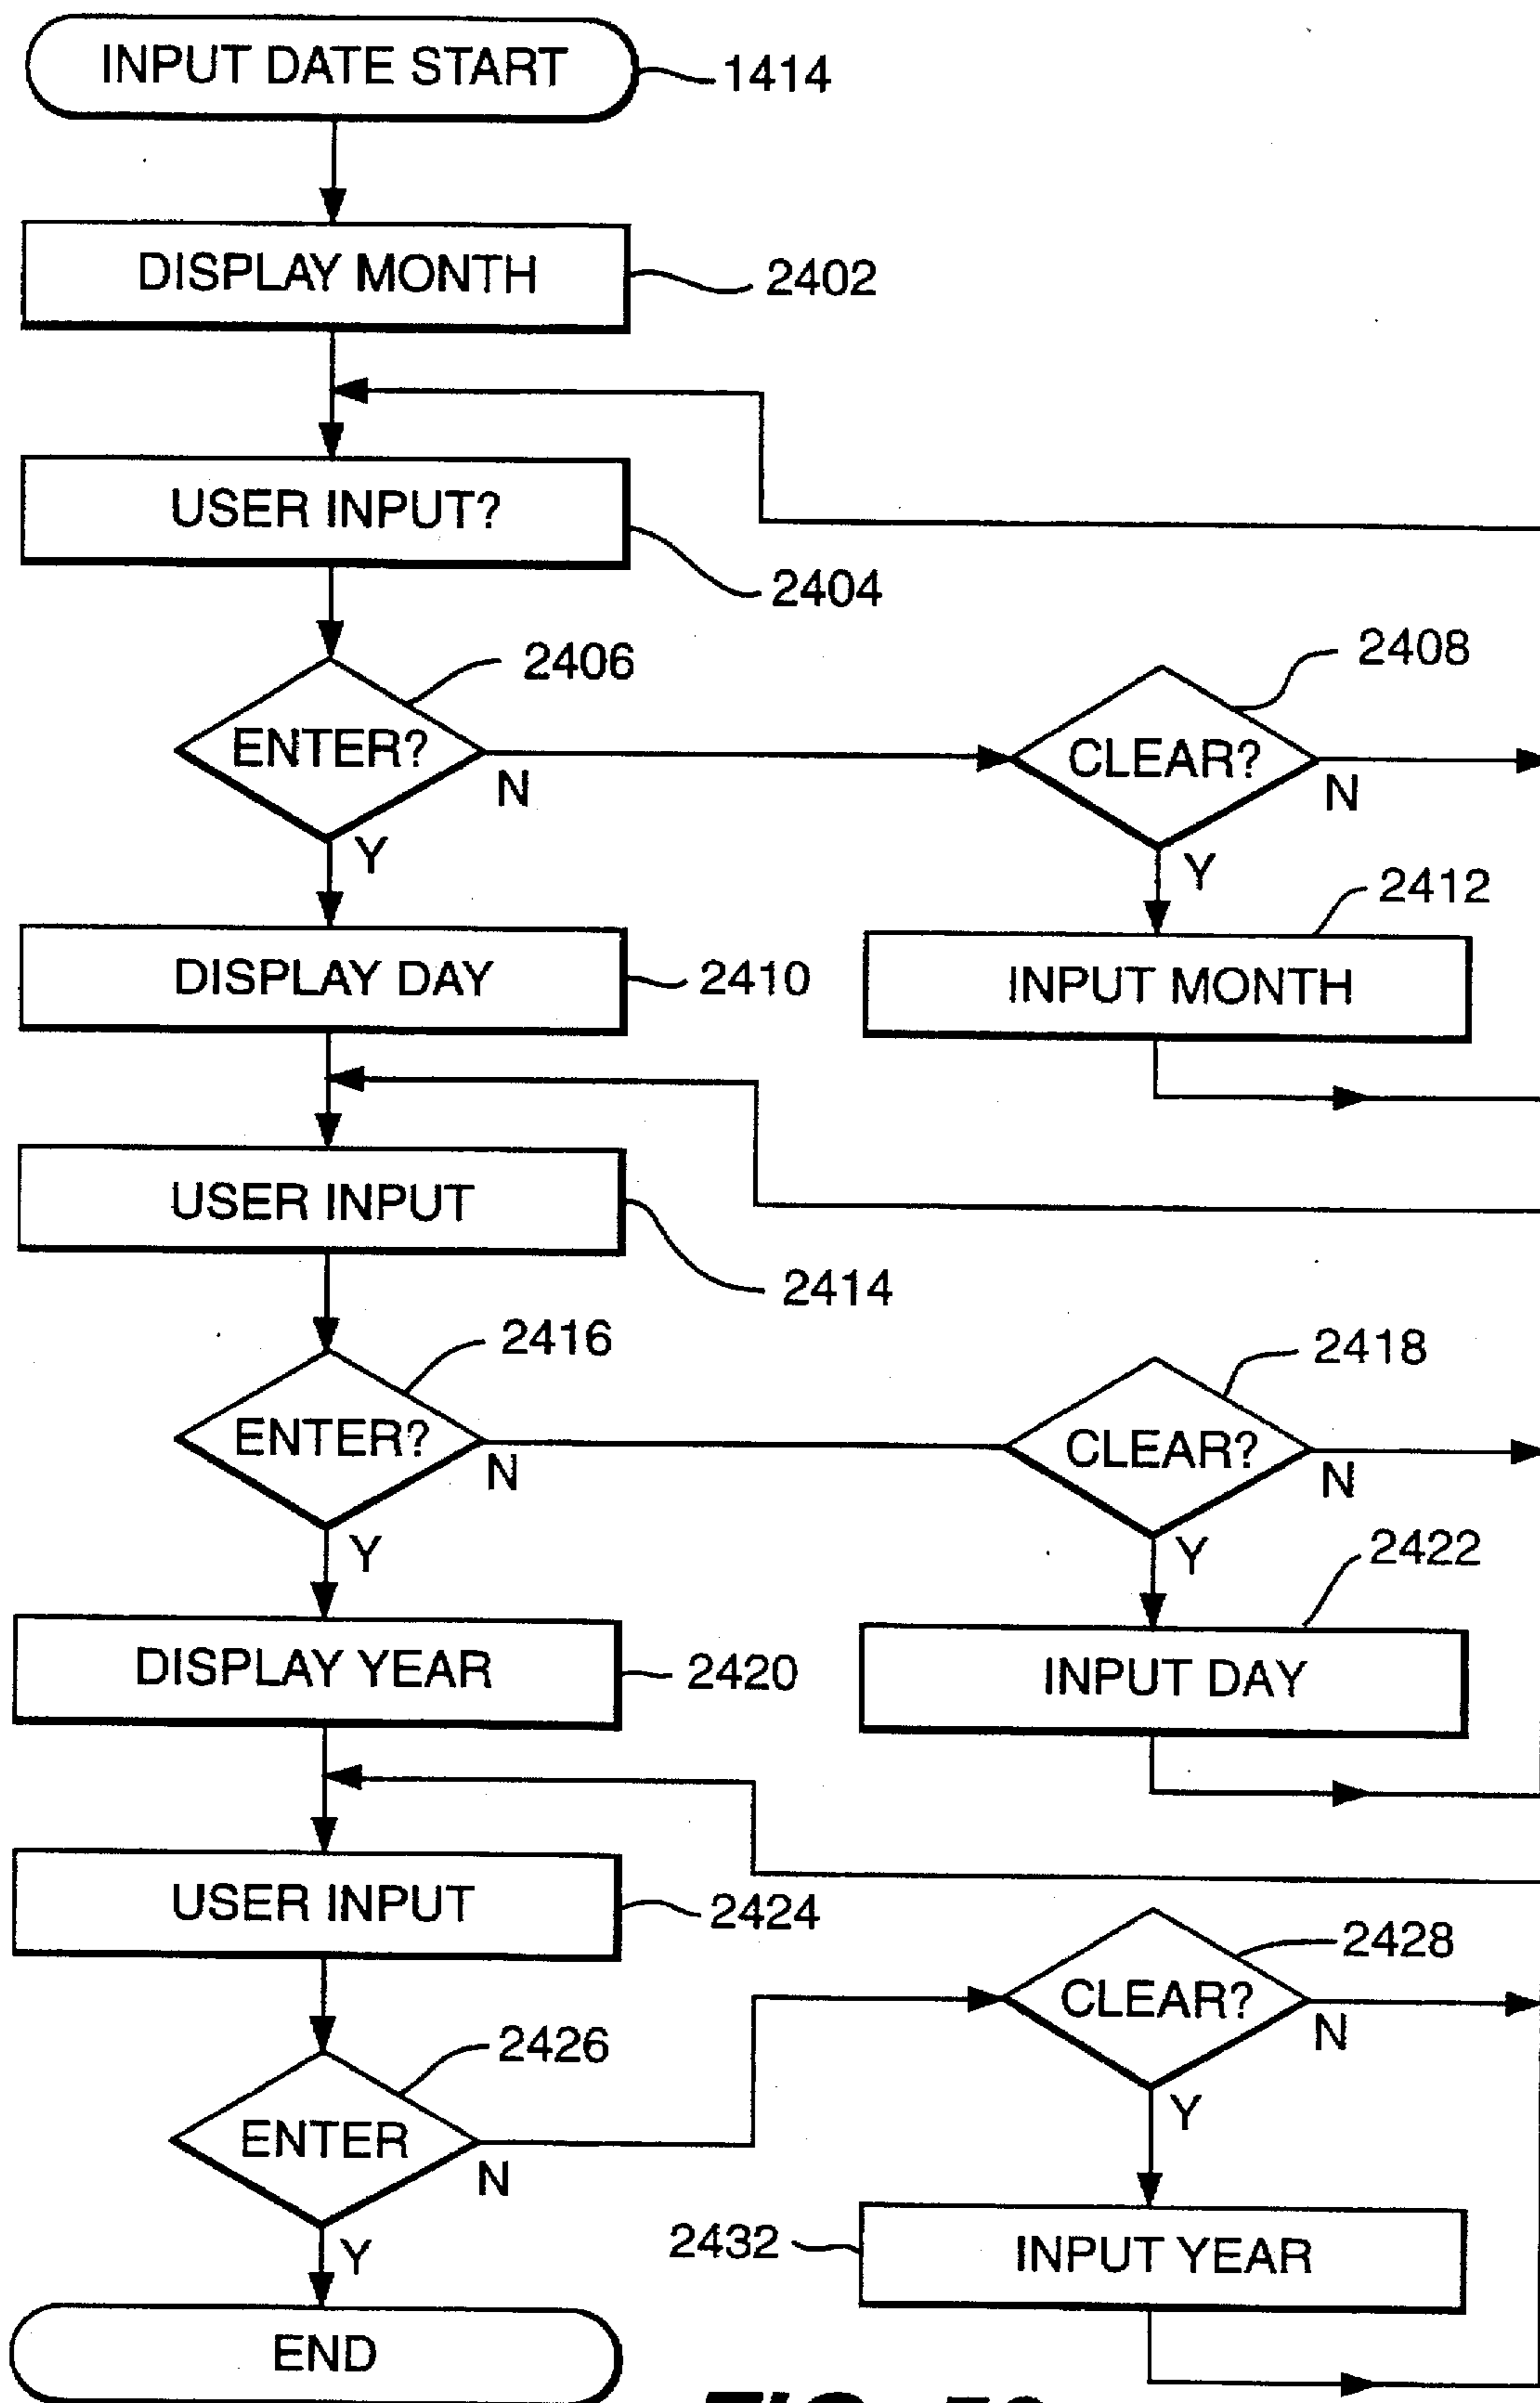 INPUT DATE START
1414
DISPLAY MONTH
2402
USER INPUT?
2404
2406
2408
ENTER?
N
CLEAR?
N
Y
Y
2412
DISPLAY DAY
2410
INPUT MONTH
USER INPUT
2414
2416
2418
ENTER?
N
CLEAR?
N
Y
Y
2422
DISPLAY YEAR
2420
INPUT DAY
USER INPUT
2424
2428
CLEAR?
N
2426
Y
ENTER
N
2432
INPUT YEAR
Y
END